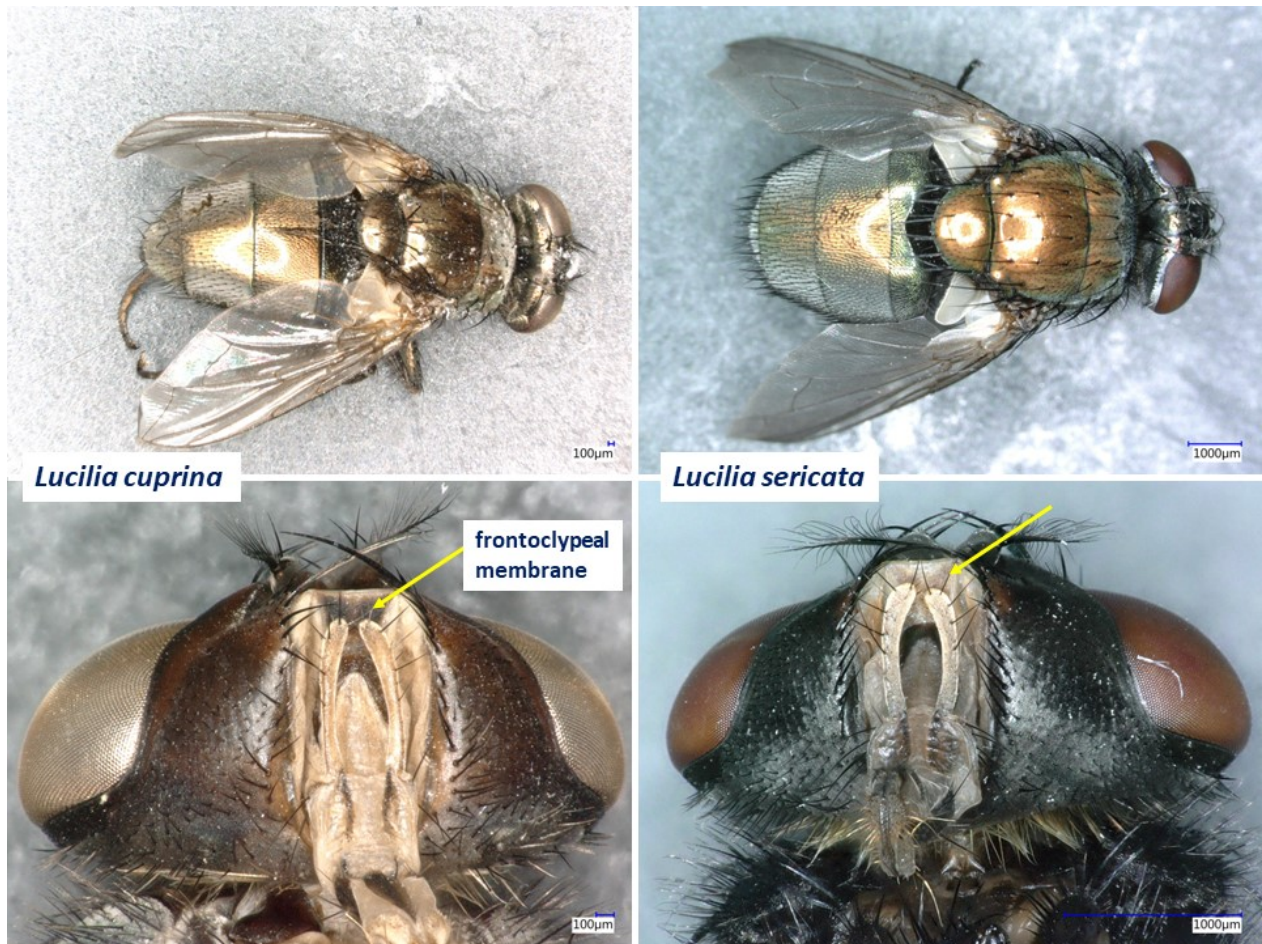 100µm
1000µm
Lucilia cuprina
Lucilia sericata
frontoclypeal
membrane
100µm
1000µm